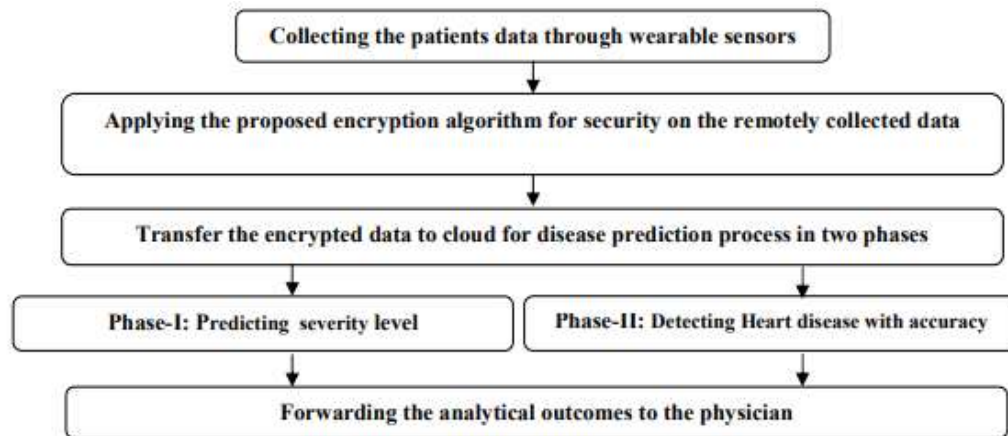 Collecting the patients data through wearable sensors
Applying the proposed encryption algorithm for security on the remotely collected data
Transfer the encrypted data to cloud for disease prediction process in two phases
Phase-I: Predicting severity level
Phase-II: Detecting Heart disease with accuracy
Forwarding the analytical outcomes to the physician